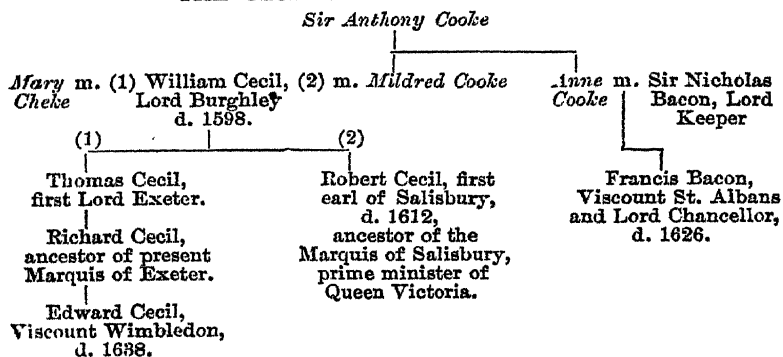 Sir Anthony Cooke
Mary m. (1) William Cecil, (2) m. Mildred Cooke
Cheke
Lord Burghley
d. 1598.
Anne m. Sir Nicholas
Cooke
Bacon, Lord
Keeper
(1)
(2)
Thomas Cecil,
first Lord Exeter.
Richard Cecil,
ancestor of present
Marquis of Exeter.
Edward Cecil,
Viscount Wimbledon,
d. 1638.
Robert Cecil, first
earl of Salisbury,
d. 1612,
ancestor of the
Marquis of Salisbury,
prime minister of
Queen Victoria.
Francis Bacon,
Viscount St. Albans
and Lord Chancellor,
d. 1626.